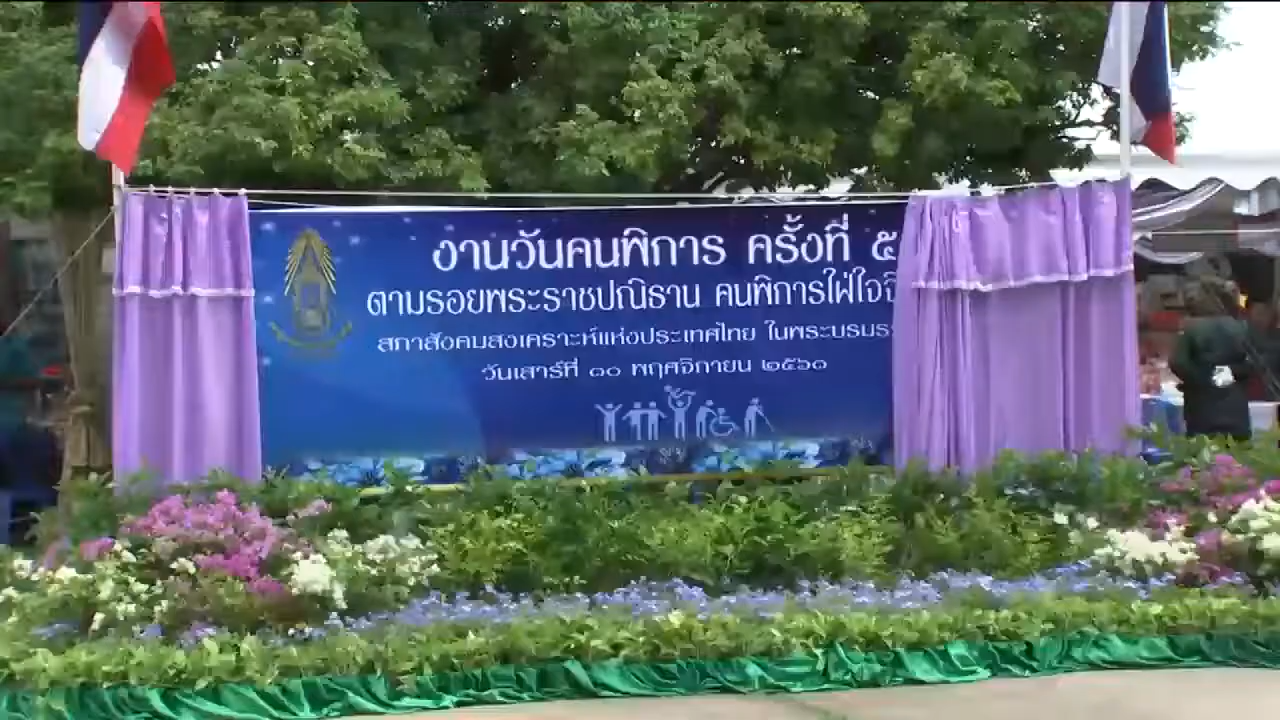 งานวันคนพิการ ครั้งที่ ๕
ตามรอยพระราชปณิธาน คนพิการใฝ่ใจ
สภาสังคมสงเคราะห์แห่งประเทศไทย ในพระบรมรา
วันเสาร์ที่ ๑๐ พฤศจิกายน ๒๕๖๑